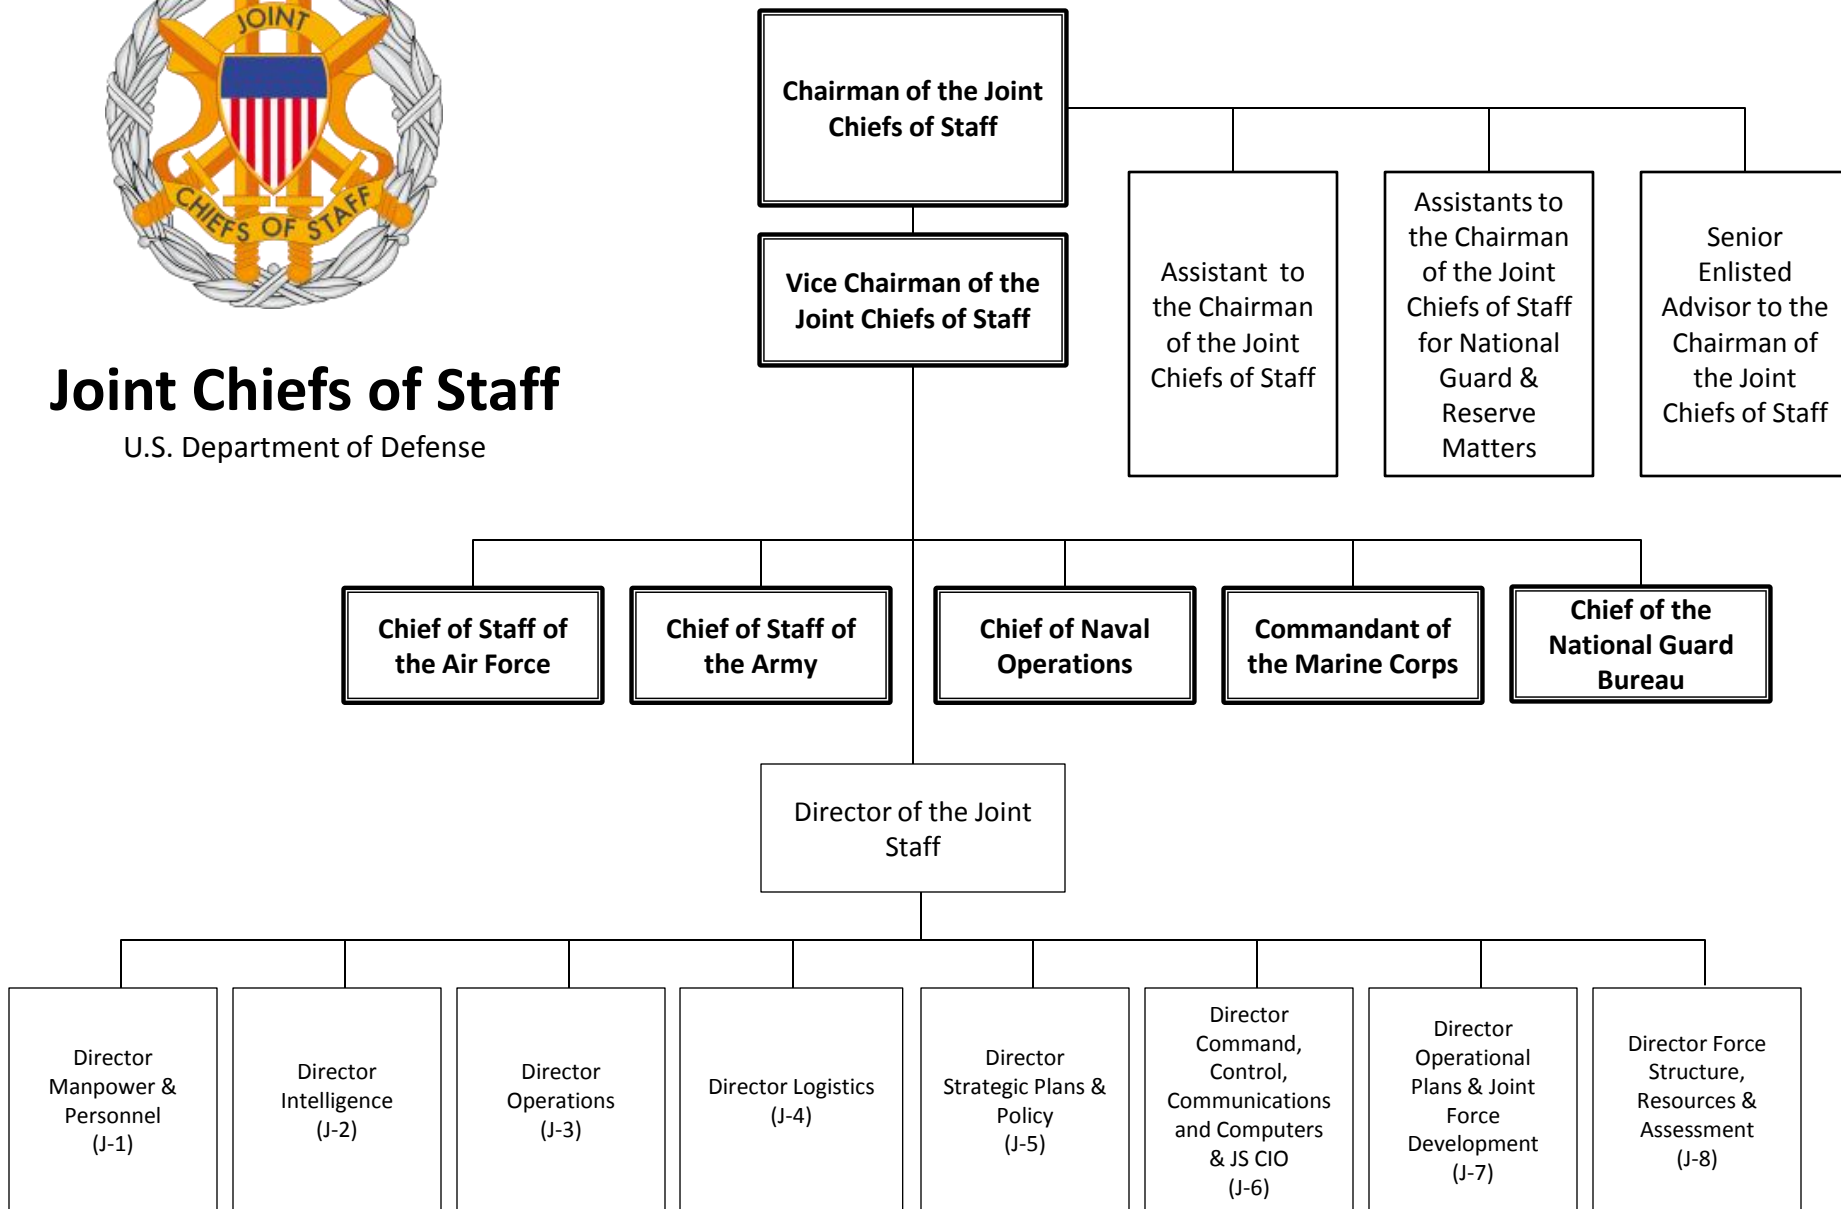 JOINT
CHIEFS OF STAFF
Joint Chiefs of Staff
U.S. Department of Defense
Chairman of the Joint
Chiefs of Staff
Vice Chairman of the
Joint Chiefs of Staff
Assistant to
the Chairman
of the Joint
Chiefs of Staff
Assistants to
the Chairman
of the Joint
Chiefs of Staff
for National
Guard &
Reserve
Matters
Senior
Enlisted
Advisor to the
Chairman of
the Joint
Chiefs of Staff
Chief of Staff of
the Air Force
Chief of Staff of
the Army
Chief of Naval
Operations
Commandant of
the Marine Corps
Chief of the
National Guard
Bureau
Director of the Joint
Staff
Director
Manpower &
Personnel
(J-1)
Director
Intelligence
(J-2)
Director
Operations
(J-3)
Director Logistics
(J-4)
Director
Strategic Plans &
Policy
(J-5)
Director
Command,
Control,
Communications
and Computers
& JS CIO
(J-6)
Director
Operational
Plans & Joint
Force
Development
(J-7)
Director Force
Structure,
Resources &
Assessment
(J-8)